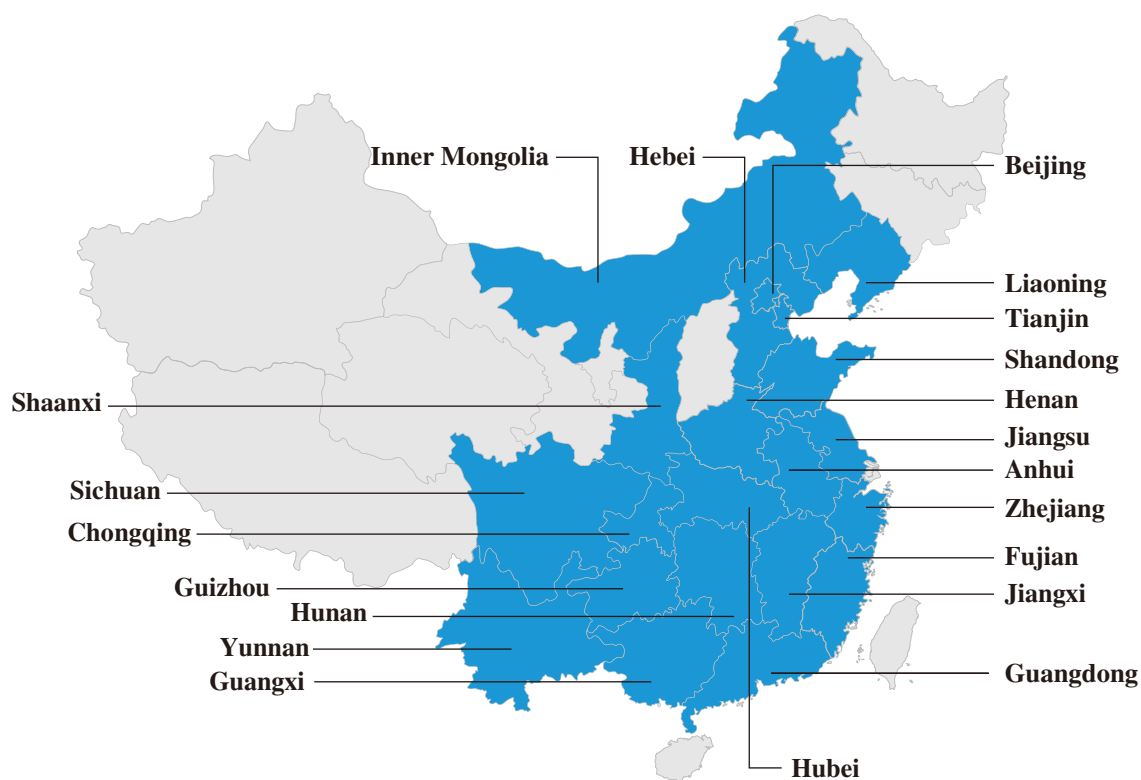 Inner Mongolia
Hebei
Beijing
Liaoning
Tianjin
Shandong
Shaanxi
Henan
Jiangsu
Anhui
Sichuan
Zhejiang
Chongqing
Fujian
Guizhou
Jiangxi
Hunan
Yunnan
Guangdong
Guangxi
Hubei